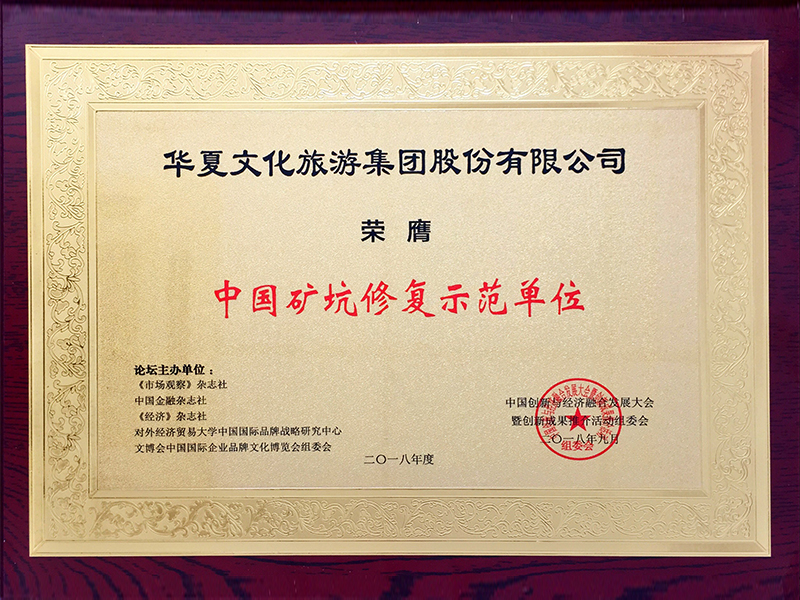 华夏文化旅游集团股份有限公司
荣膺
中国矿坑修复示范单位
论坛主办单位：
《市场观察》杂志社
中国金融杂志社
《经济》杂志社
对外经济贸易大学中国国际品牌战略研究中心
文博会中国国际企业品牌文化博览会组委会
二〇一八年度
中国创新与经济融合发展大会
暨创新成果推介活动组委会
二〇一八年九月
组委会